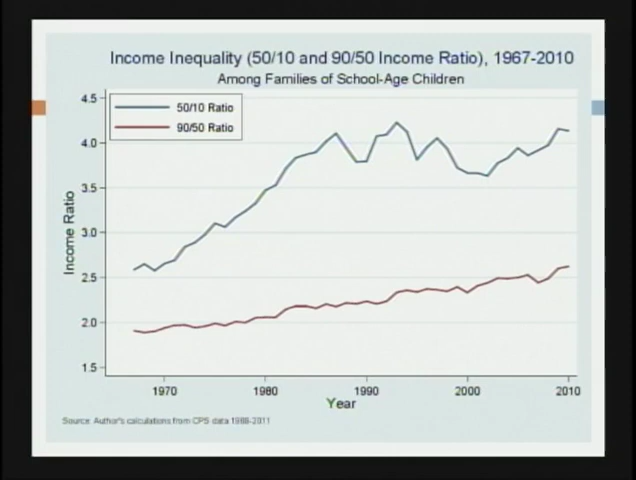 Income Inequality (50/10 and 90/50 Income Ratio), 1967-2010
Among Families of School-Age Children
4.5
50/10 Ratio
90/50 Ratio
4.0
3.5
3.0
2.5
2.0
1.5
Income Ratio
1970
1980
1990
2000
2010
Year
Source: Author's calculations from CPS data 1968-2011